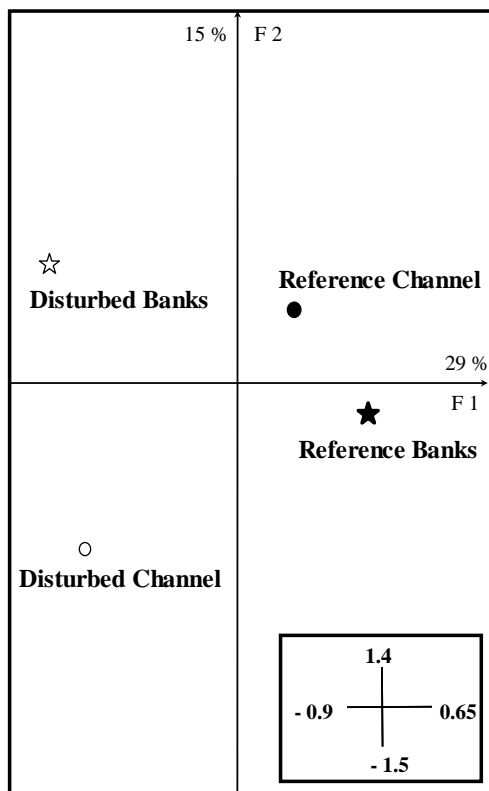 15 % F 2
Disturbed Banks
Reference Channel
29 %
F 1
Reference Banks
Disturbed Channel
1.4
- 0.9 0.65
- 1.5